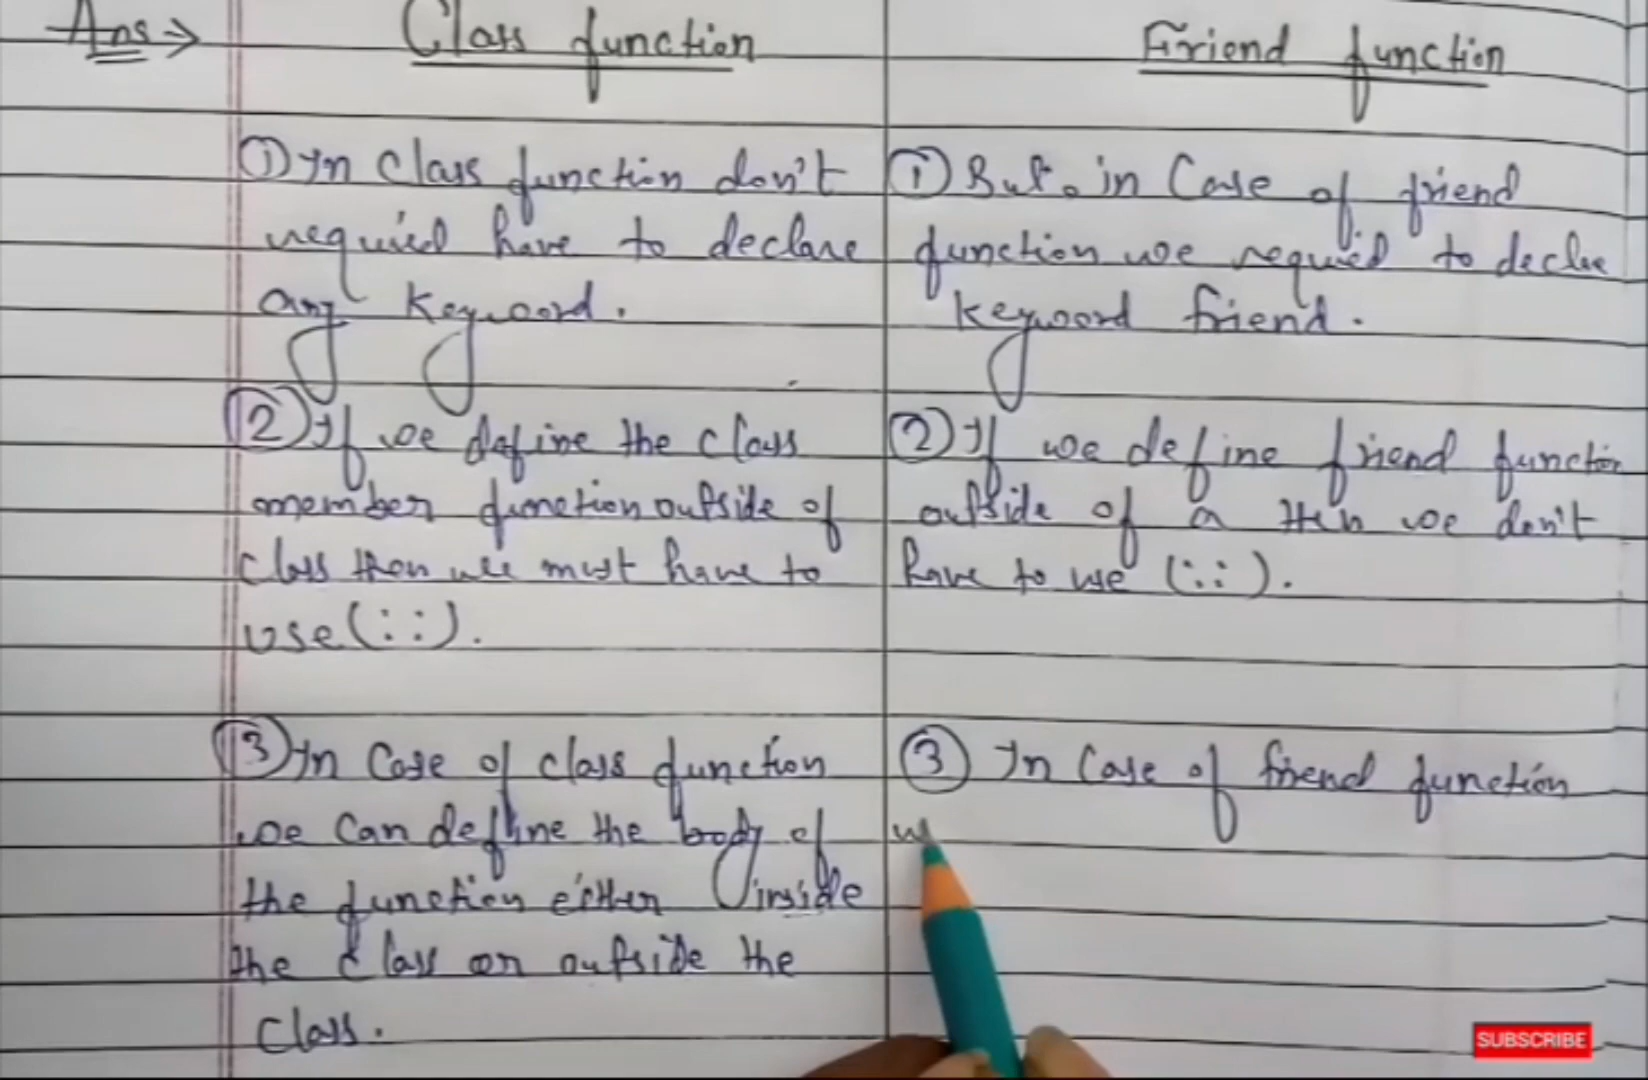 Ans→
Class function
① In Class function don't
requied have to declare
any keyword.
② If we define the class
member function outside of
class then we must have to
use (::).
③ In Case of class function
we can define the body of
the function either inside
the class or outside the
class.
Friend function
① But in Case of friend
function we requied to declre
keyword friend.
② If we define friend function
outside of a then we don't
have to use (::).
③ In Case of friend function
SUBSCRIBE